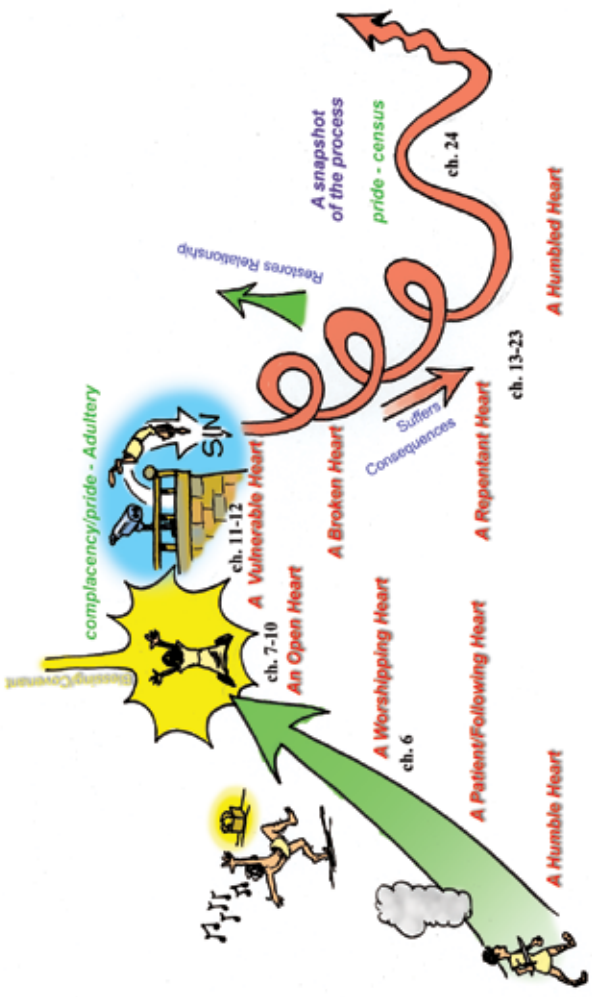 Blessing/Covenant
complacency/pride - Adultery
SIN
Restores Relationship
A snapshot
of the process
pride - census
ch. 24
A Humble Heart
A Patient/Following Heart
A Worshipping Heart
ch. 6
An Open Heart
ch. 7-10
A Vulnerable Heart
ch. 11-12
A Broken Heart
Suffers
Consequences
A Repentant Heart
ch. 13-23
A Humbled Heart